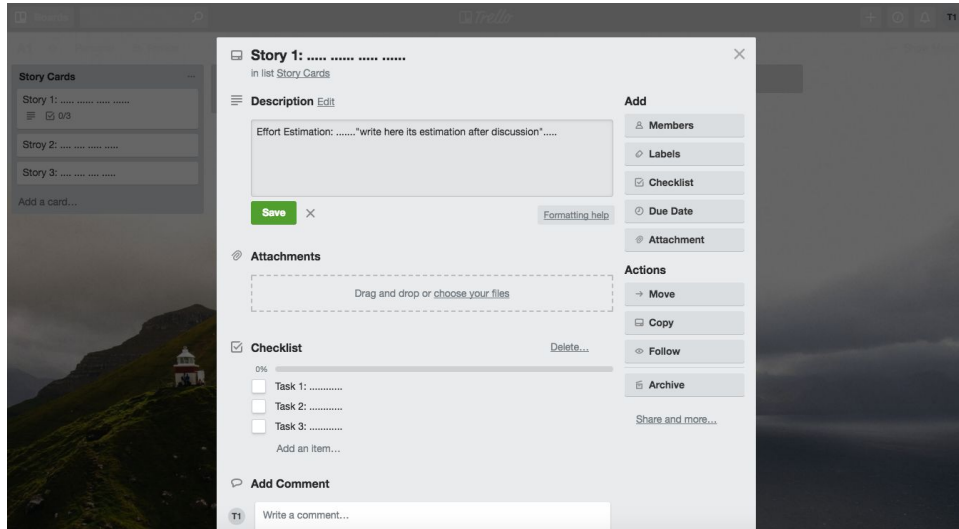 Boards
Trello
T1
Story Cards
...
Story 1: ..... ...... ..... ......
0/3
Stroy 2: ..... .... ..... .....
Story 3: ..... .... .... .....
Add a card…
Story 1: ..... ...... ..... ......
in list Story Cards
Description Edit
Effort Estimation: ......."write here its estimation after discussion".....
Save
Formatting help
Attachments
Drag and drop or choose your files
Checklist
Delete…
0%
Task 1: ............
Task 2: ............
Task 3: ............
Add an item…
Add Comment
T1
Write a comment…
Add
Members
Labels
Checklist
Due Date
Attachment
Actions
Move
Copy
Follow
Archive
Share and more…